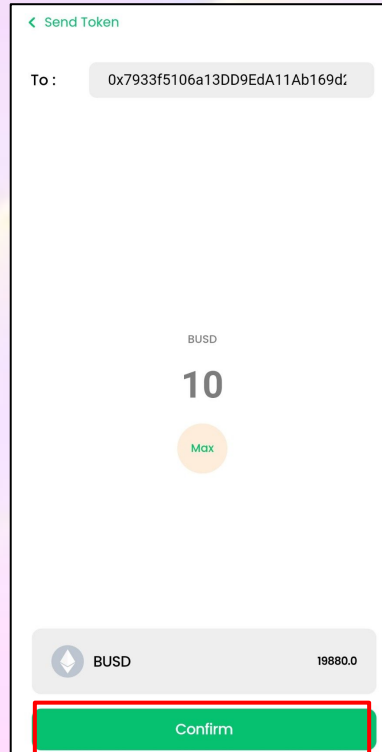 Send Token
To : 0x7933f5106a13DD9EdA11Ab169d2
BUSD
10
Max
BUSD 19880.0
Confirm